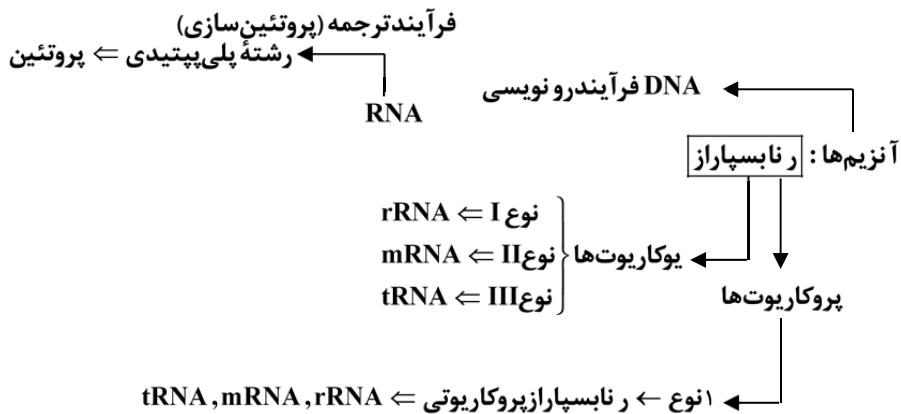 فرآیندترجمه (پروتئین‌سازی)
رشتهٔ پلی‌پپتیدی ⇐ پروتئین
RNA
DNA فرآیندرونویسی
آنزیم‌ها : رنابسپاراز
نوع I ⇐ rRNA
یوکاریوت‌ها نوع II ⇐ mRNA
نوع III ⇐ tRNA
پروکاریوت‌ها
۱نوع ← رنابسپارازپروکاریوتی ⇐ tRNA , mRNA , rRNA